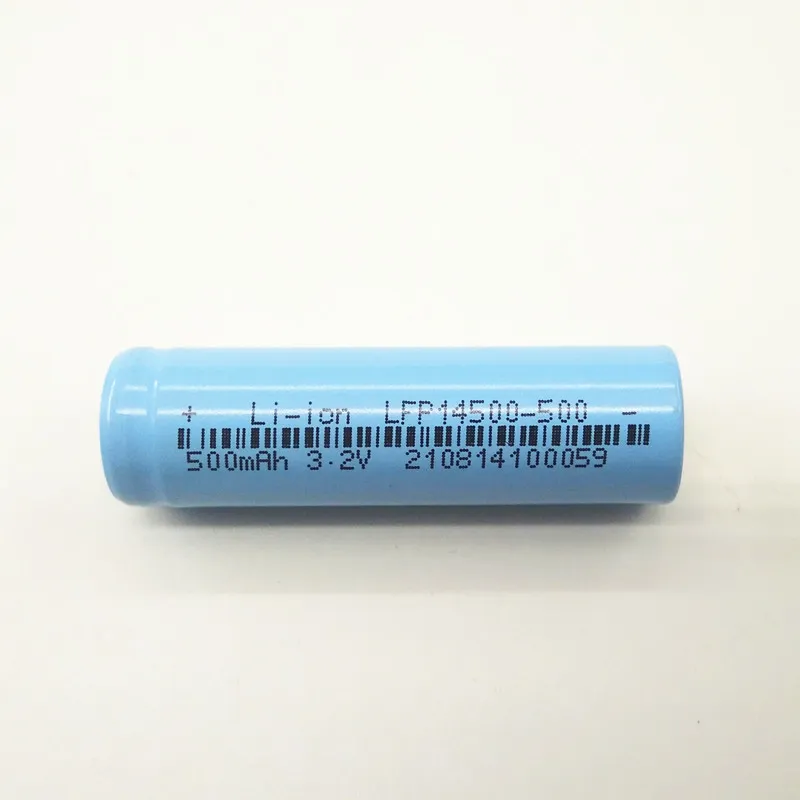 + Li-ion LFP14500-500 -
500mAh 3.2V 210814100059